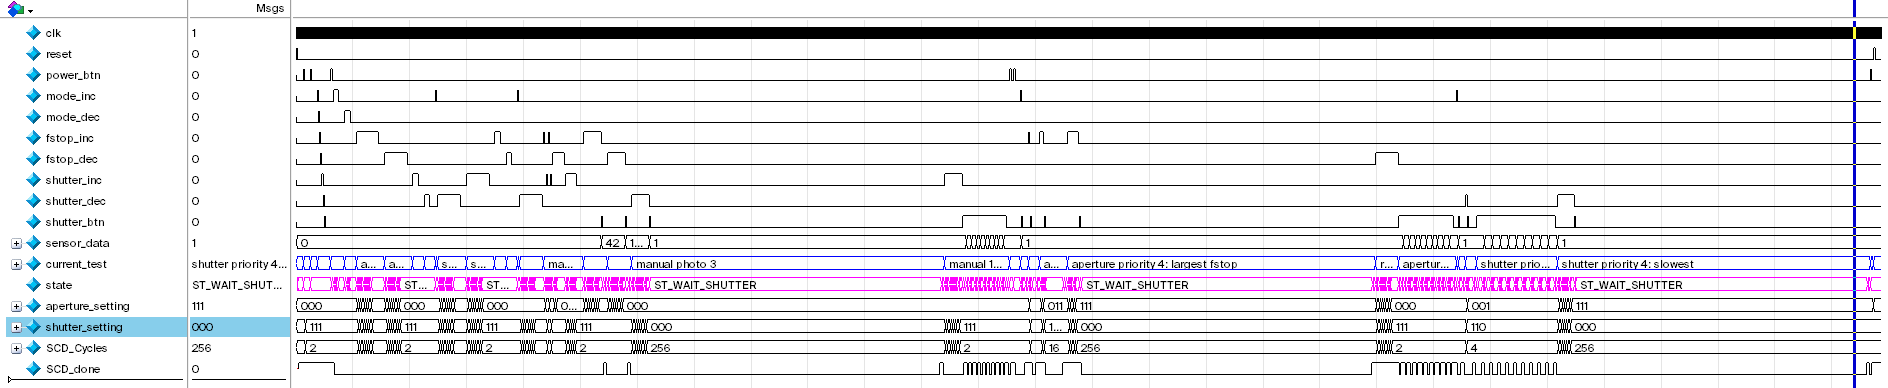 Msgs
clk 1
reset 0
power_btn 0
mode_inc 0
mode_dec 0
fstop_inc 0
fstop_dec 0
shutter_inc 0
shutter_dec 0
shutter_btn 0
sensor_data 1 0 42 1... 1 1 1 1
current_test shutter priority 4... a... a... s... s... ma... manual photo 3 manual 1... a... aperture priority 4: largest fstop r... apertur... shutter prio... shutter priority 4: slowest
state ST_WAIT_SHUT... ST... ST... ST_WAIT_SHUTTER ST_WAIT_SHUTTER ST_WAIT_SHUTTER
aperture_setting 111 000 000 000 0... 000 011 111 000 001 111
shutter_setting 000 111 111 111 111 000 111 1... 000 111 110 000
SCD_Cycles 256 2 2 2 2 256 2 16 256 2 4 256
SCD_done 0